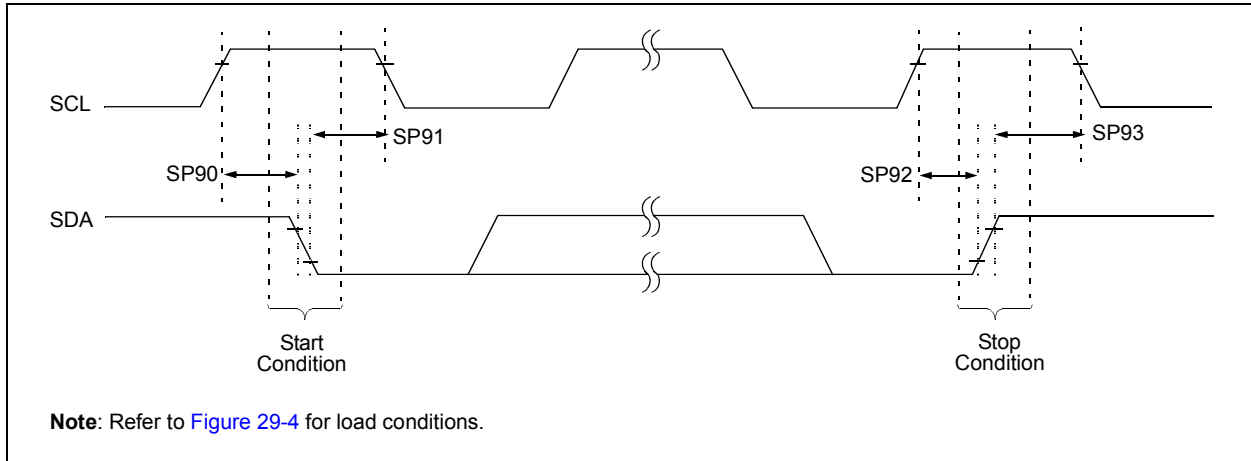 SCL
SP91
SP93
SP90
SP92
SDA
Start
Condition
Stop
Condition
Note: Refer to Figure 29-4 for load conditions.